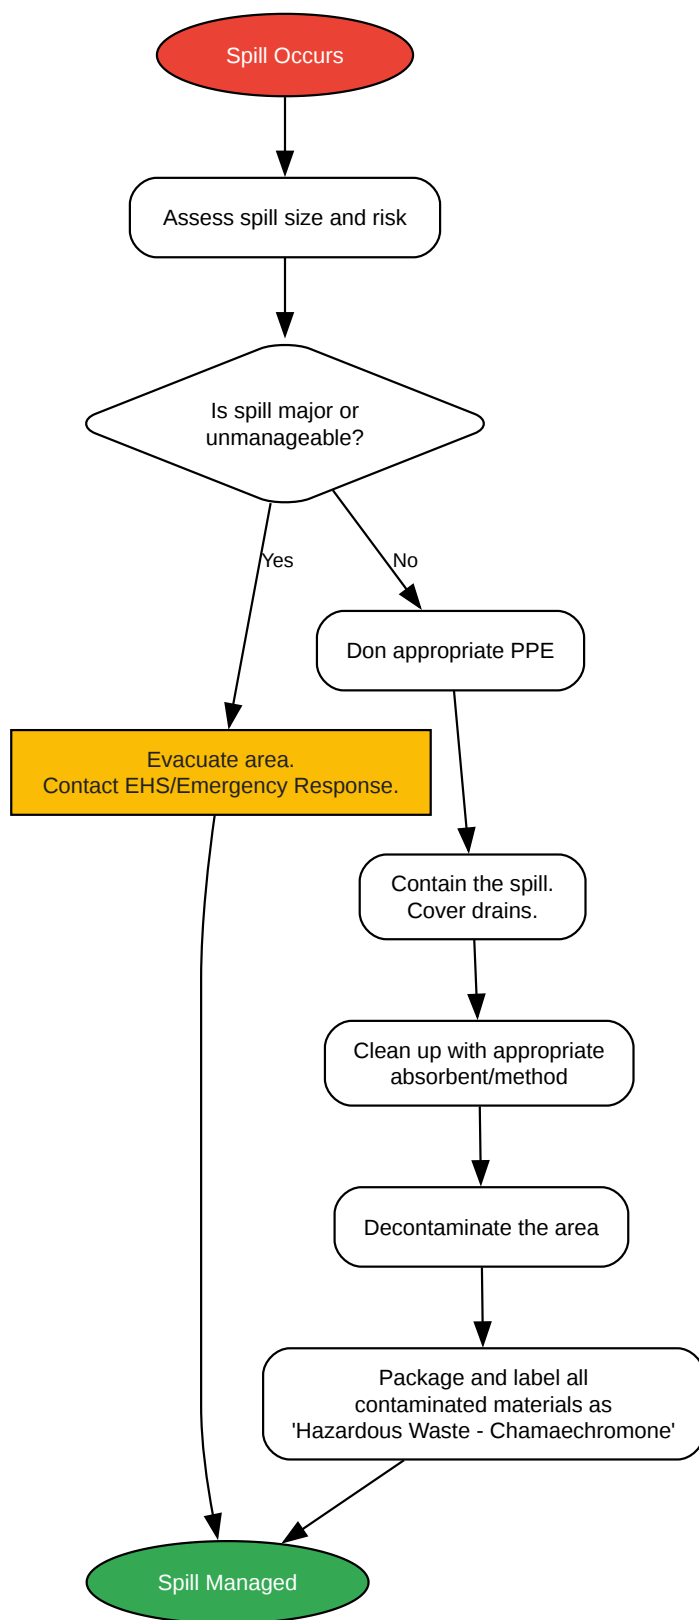 Spill Occurs
Assess spill size and risk
Is spill major or
unmanageable?
Yes
No
Don appropriate PPE
Evacuate area.
Contact EHS/Emergency Response.
Contain the spill.
Cover drains.
Clean up with appropriate
absorbent/method
Decontaminate the area
Package and label all
contaminated materials as
'Hazardous Waste - Chamaechromone'
Spill Managed